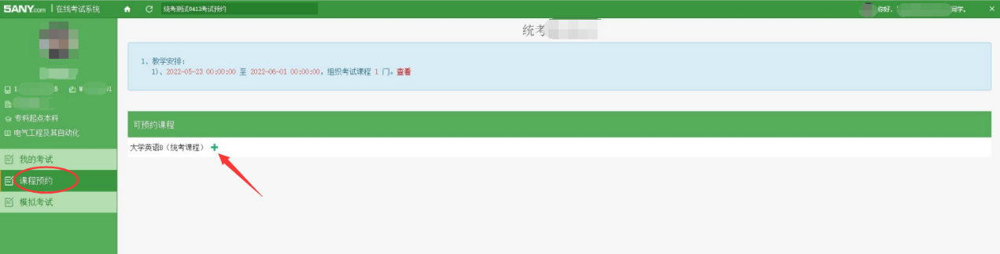 5ANY.com | 在线考试系统
统考测试0413考试预约
你好，
同学。
统考
1、教学安排：
1)、2022-05-23 00:00:00 至 2022-06-01 00:00:00，组织考试课程 1 门。查看
1
5
W
01
专科起点本科
电气工程及其自动化
可预约课程
大学英语B（统考课程）
我的考试
课程预约
模拟考试